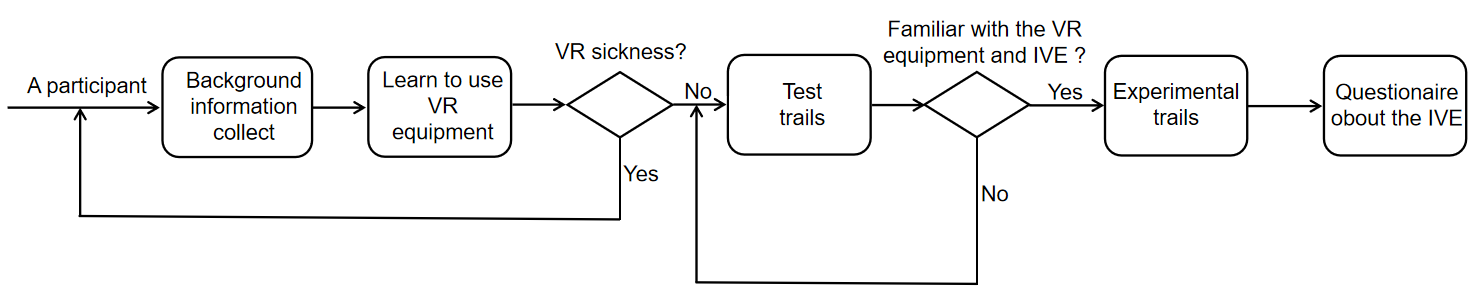 A participant
Background
information
collect
Learn to use
VR
equipment
VR sickness?
No
Yes
Test
trails
Familiar with the VR
equipment and IVE ?
Yes
No
Experimental
trails
Questionaire
obout the IVE